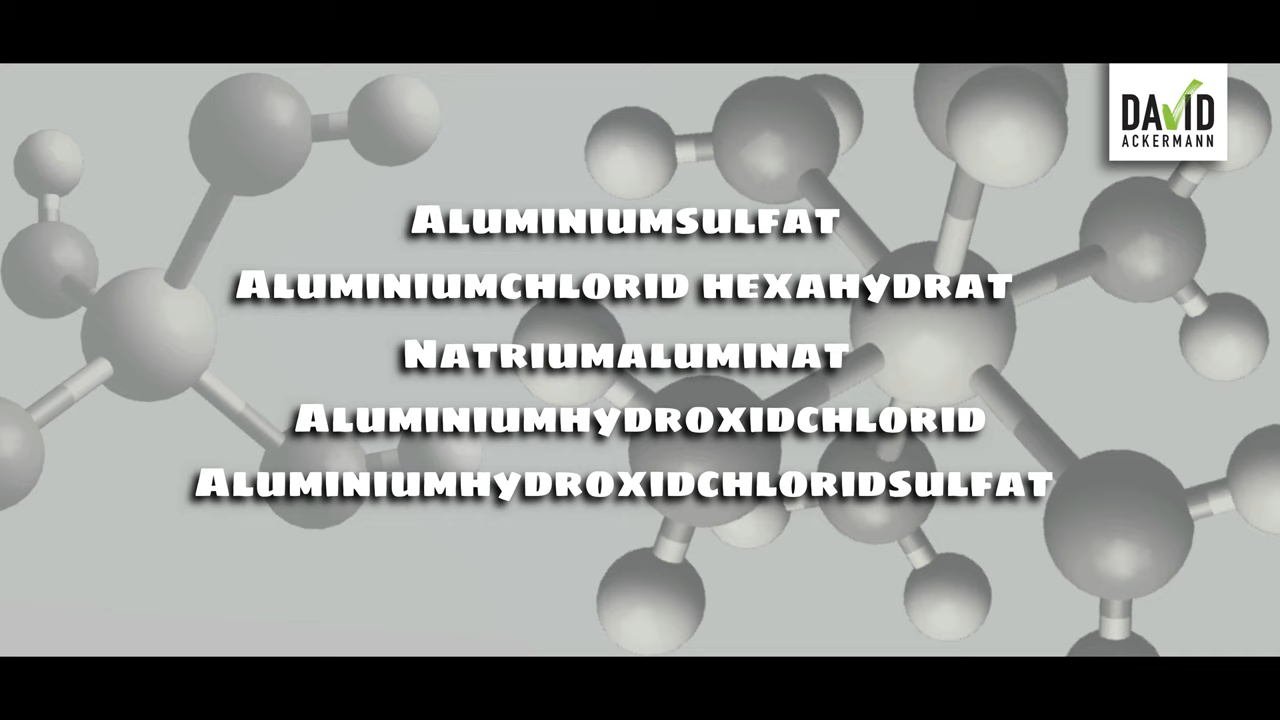 DAVID
ACKERMANN
Aluminiumsulfat
Aluminiumchlorid hexahydrat
Natriumaluminat
Aluminiumhydroxidchlorid
Aluminiumhydroxidchloridsulfat